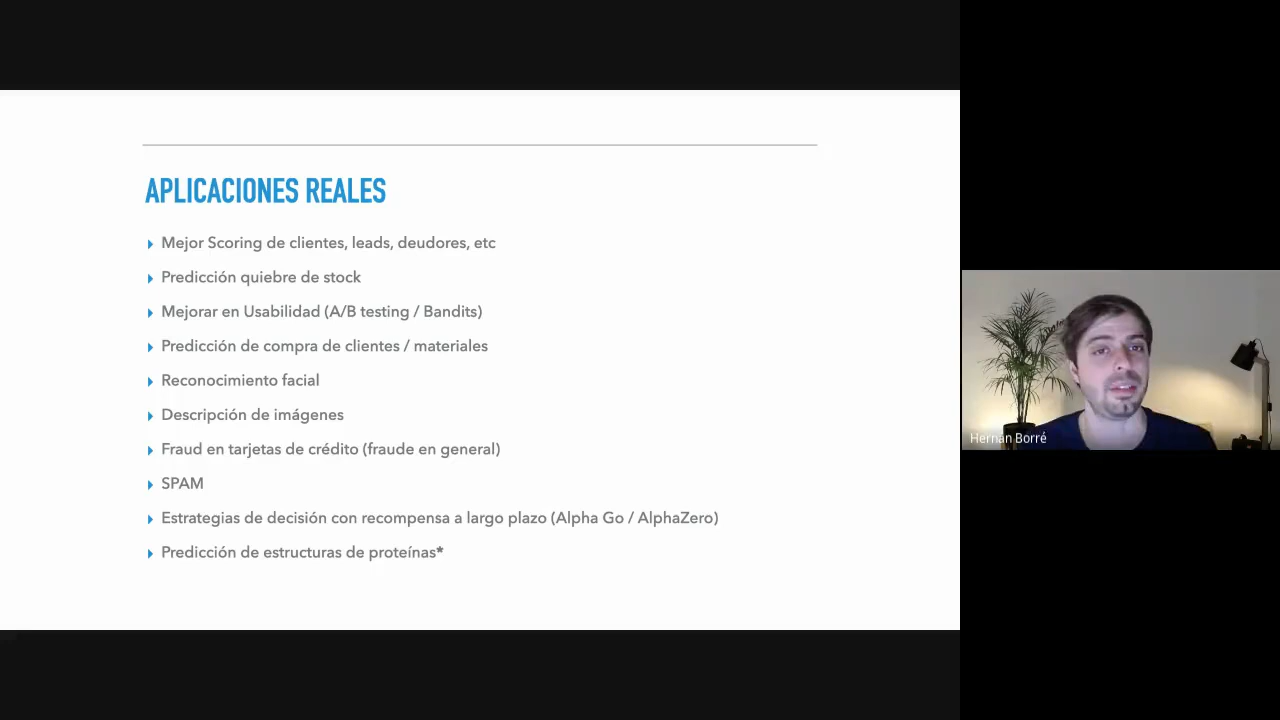 APLICACIONES REALES
Mejor Scoring de clientes, leads, deudores, etc
Predicción quiebre de stock
Mejorar en Usabilidad (A/B testing / Bandits)
Predicción de compra de clientes / materiales
Reconocimiento facial
Descripción de imágenes
Fraud en tarjetas de crédito (fraude en general)
SPAM
Estrategias de decisión con recompensa a largo plazo (Alpha Go / AlphaZero)
Predicción de estructuras de proteínas*
Hernán Borré